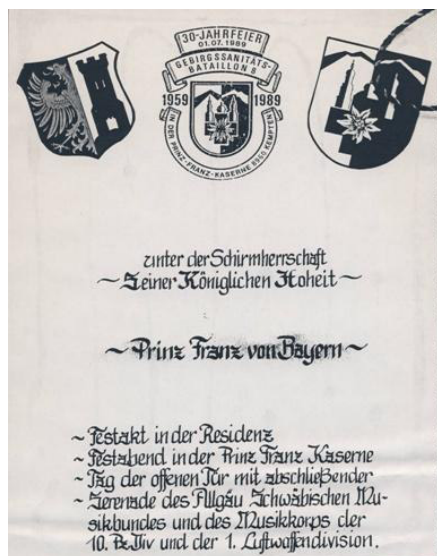 30-JAHRFEIER
01.07.1989
GEBIRGSSANITÄTS-
BATAILLON 8
1959 1989
IN DER PRINZ-FRANZ-KASERNE 8960 KEMPTEN
unter der Schirmherrschaft
~ Seiner Königlichen Hoheit ~
~ Prinz Franz von Bayern ~
~ Festakt in der Residenz
~ Festabend in der Prinz Franz Kaserne
~ Tag der offenen Tür mit abschließender
~ Serenade des Allgäu Schwäbischen Mu-
sikbundes und des Musikkorps der
10. Pz Div und der 1. Luftwaffendivision.